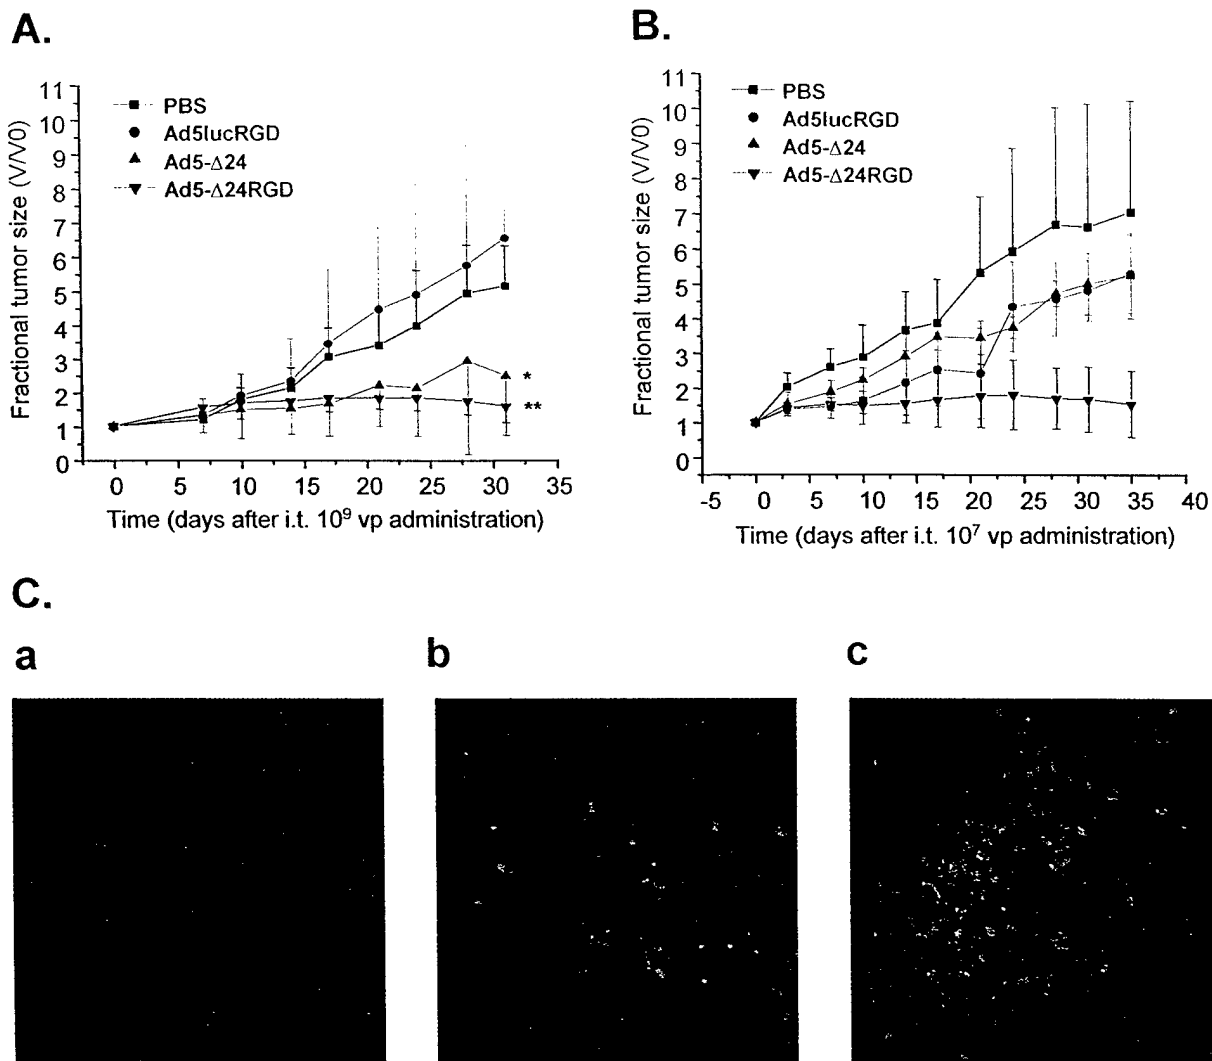 A.
B.
Fractional tumor size (V/V0)
11
10
9
8
7
6
5
4
3
2
1
0
PBS
Ad5lucRGD
Ad5-Δ24
Ad5-Δ24RGD
*
**
0 5 10 15 20 25 30 35
Time (days after i.t. 10⁹ vp administration)
Fractional tumor size (V/V0)
11
10
9
8
7
6
5
4
3
2
1
0
PBS
Ad5lucRGD
Ad5-Δ24
Ad5-Δ24RGD
-5 0 5 10 15 20 25 30 35 40
Time (days after i.t. 10⁷ vp administration)
C.
a
b
c